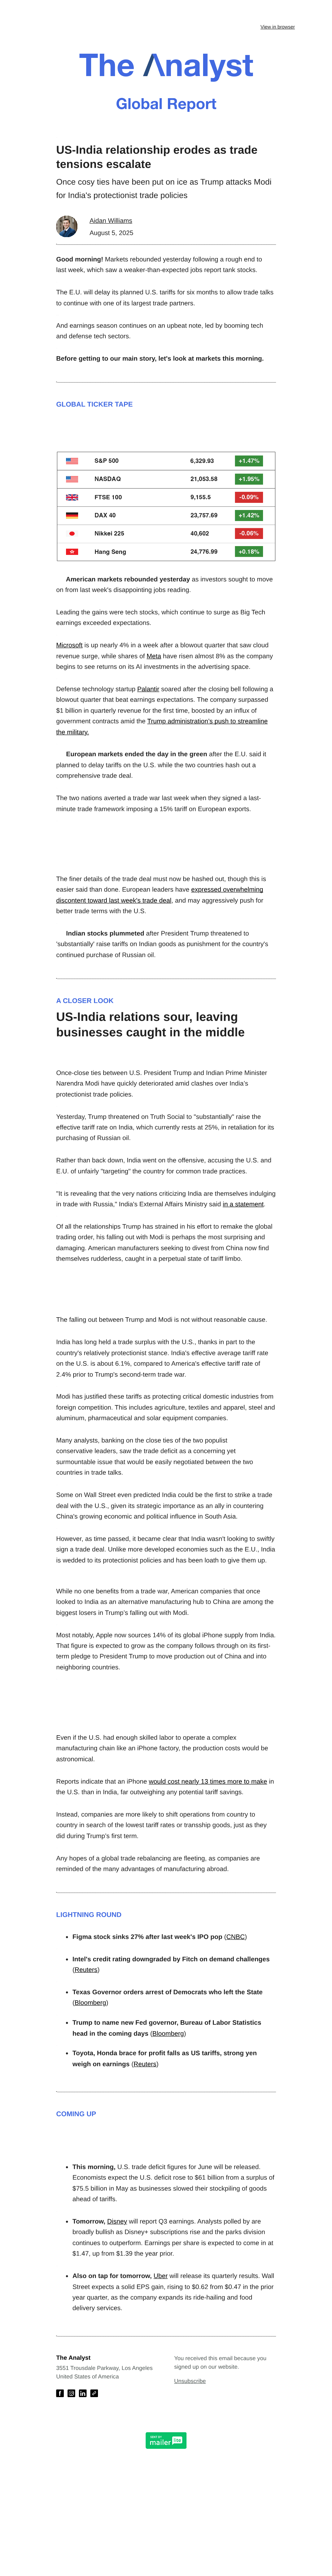 View in browser
The Analyst
Global Report
US-India relationship erodes as trade
tensions escalate
Once cosy ties have been put on ice as Trump attacks Modi
for India's protectionist trade policies
Aidan Williams
August 5, 2025
Good morning! Markets rebounded yesterday following a rough end to
last week, which saw a weaker-than-expected jobs report tank stocks.
The E.U. will delay its planned U.S. tariffs for six months to allow trade talks
to continue with one of its largest trade partners.
And earnings season continues on an upbeat note, led by booming tech
and defense tech sectors.
Before getting to our main story, let's look at markets this morning.
GLOBAL TICKER TAPE
S&P 500 6,329.93 +1.47%
NASDAQ 21,053.58 +1.95%
FTSE 100 9,155.5 -0.09%
DAX 40 23,757.69 +1.42%
Nikkei 225 40,602 -0.06%
Hang Seng 24,776.99 +0.18%
American markets rebounded yesterday as investors sought to move
on from last week's disappointing jobs reading.
Leading the gains were tech stocks, which continue to surge as Big Tech
earnings exceeded expectations.
Microsoft is up nearly 4% in a week after a blowout quarter that saw cloud
revenue surge, while shares of Meta have risen almost 8% as the company
begins to see returns on its AI investments in the advertising space.
Defense technology startup Palantir soared after the closing bell following a
blowout quarter that beat earnings expectations. The company surpassed
$1 billion in quarterly revenue for the first time, boosted by an influx of
government contracts amid the Trump administration's push to streamline
the military.
European markets ended the day in the green after the E.U. said it
planned to delay tariffs on the U.S. while the two countries hash out a
comprehensive trade deal.
The two nations averted a trade war last week when they signed a last-
minute trade framework imposing a 15% tariff on European exports.
The finer details of the trade deal must now be hashed out, though this is
easier said than done. European leaders have expressed overwhelming
discontent toward last week's trade deal, and may aggressively push for
better trade terms with the U.S.
Indian stocks plummeted after President Trump threatened to
'substantially' raise tariffs on Indian goods as punishment for the country's
continued purchase of Russian oil.
A CLOSER LOOK
US-India relations sour, leaving
businesses caught in the middle
Once-close ties between U.S. President Trump and Indian Prime Minister
Narendra Modi have quickly deteriorated amid clashes over India's
protectionist trade policies.
Yesterday, Trump threatened on Truth Social to "substantially" raise the
effective tariff rate on India, which currently rests at 25%, in retaliation for its
purchasing of Russian oil.
Rather than back down, India went on the offensive, accusing the U.S. and
E.U. of unfairly "targeting" the country for common trade practices.
"It is revealing that the very nations criticizing India are themselves indulging
in trade with Russia," India's External Affairs Ministry said in a statement.
Of all the relationships Trump has strained in his effort to remake the global
trading order, his falling out with Modi is perhaps the most surprising and
damaging. American manufacturers seeking to divest from China now find
themselves rudderless, caught in a perpetual state of tariff limbo.
The falling out between Trump and Modi is not without reasonable cause.
India has long held a trade surplus with the U.S., thanks in part to the
country's relatively protectionist stance. India's effective average tariff rate
on the U.S. is about 6.1%, compared to America's effective tariff rate of
2.4% prior to Trump's second-term trade war.
Modi has justified these tariffs as protecting critical domestic industries from
foreign competition. This includes agriculture, textiles and apparel, steel and
aluminum, pharmaceutical and solar equipment companies.
Many analysts, banking on the close ties of the two populist
conservative leaders, saw the trade deficit as a concerning yet
surmountable issue that would be easily negotiated between the two
countries in trade talks.
Some on Wall Street even predicted India could be the first to strike a trade
deal with the U.S., given its strategic importance as an ally in countering
China's growing economic and political influence in South Asia.
However, as time passed, it became clear that India wasn't looking to swiftly
sign a trade deal. Unlike more developed economies such as the E.U., India
is wedded to its protectionist policies and has been loath to give them up.
While no one benefits from a trade war, American companies that once
looked to India as an alternative manufacturing hub to China are among the
biggest losers in Trump's falling out with Modi.
Most notably, Apple now sources 14% of its global iPhone supply from India.
That figure is expected to grow as the company follows through on its first-
term pledge to President Trump to move production out of China and into
neighboring countries.
Even if the U.S. had enough skilled labor to operate a complex
manufacturing chain like an iPhone factory, the production costs would be
astronomical.
Reports indicate that an iPhone would cost nearly 13 times more to make in
the U.S. than in India, far outweighing any potential tariff savings.
Instead, companies are more likely to shift operations from country to
country in search of the lowest tariff rates or transship goods, just as they
did during Trump's first term.
Any hopes of a global trade rebalancing are fleeting, as companies are
reminded of the many advantages of manufacturing abroad.
LIGHTNING ROUND
• Figma stock sinks 27% after last week's IPO pop (CNBC)
• Intel's credit rating downgraded by Fitch on demand challenges
(Reuters)
• Texas Governor orders arrest of Democrats who left the State
(Bloomberg)
• Trump to name new Fed governor, Bureau of Labor Statistics
head in the coming days (Bloomberg)
• Toyota, Honda brace for profit falls as US tariffs, strong yen
weigh on earnings (Reuters)
COMING UP
• This morning, U.S. trade deficit figures for June will be released.
Economists expect the U.S. deficit rose to $61 billion from a surplus of
$75.5 billion in May as businesses slowed their stockpiling of goods
ahead of tariffs.
• Tomorrow, Disney will report Q3 earnings. Analysts polled by are
broadly bullish as Disney+ subscriptions rise and the parks division
continues to outperform. Earnings per share is expected to come in at
$1.47, up from $1.39 the year prior.
• Also on tap for tomorrow, Uber will release its quarterly results. Wall
Street expects a solid EPS gain, rising to $0.62 from $0.47 in the prior
year quarter, as the company expands its ride-hailing and food
delivery services.
The Analyst
3551 Trousdale Parkway, Los Angeles
United States of America
You received this email because you
signed up on our website.
Unsubscribe
mailer lite